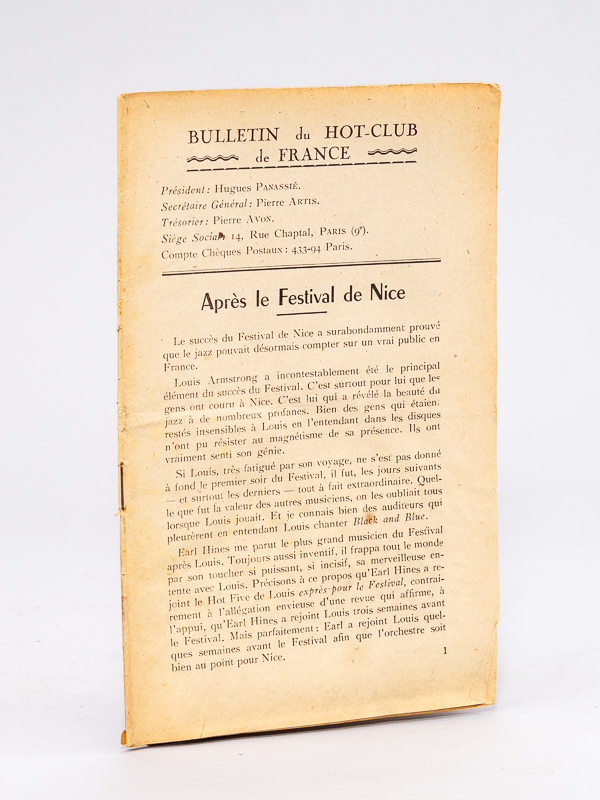 BULLETIN du HOT-CLUB
de FRANCE
Président : Hugues PANASSIÉ.
Secrétaire Général : Pierre ARTIS.
Trésorier : Pierre AVON.
Siège Social : 14, Rue Chaptal, PARIS (9e).
Compte Chèques Postaux : 433-94 Paris.
Après le Festival de Nice
Le succès du Festival de Nice a surabondamment prouvé
que le jazz pouvait désormais compter sur un vrai public en
France.
Louis Armstrong a incontestablement été le principal
élément du succès du Festival. C'est surtout pour lui que les
gens ont couru à Nice. C'est lui qui a révélé la beauté du
jazz à de nombreux profanes. Bien des gens qui étaien.
restés insensibles à Louis en l'entendant dans les disques
n'ont pu résister au magnétisme de sa présence. Ils ont
vraiment senti son génie.
Si Louis, très fatigué par son voyage, ne s'est pas donné
à fond le premier soir du Festival, il fut, les jours suivants
— et surtout les derniers — tout à fait extraordinaire. Quel-
le que fut la valeur des autres musiciens, on les oubliait tous
lorsque Louis jouait. Et je connais bien des auditeurs qui
pleurèrent en entendant Louis chanter Black and Blue.
Earl Hines me parut le plus grand musicien du Festival
après Louis. Toujours aussi inventif, il frappa tout le monde
par son toucher si puissant, si incisif, sa merveilleuse en-
tente avec Louis. Précisons à ce propos qu'Earl Hines a re-
joint le Hot Five de Louis exprès pour le Festival, contrai-
rement à l'allégation envieuse d'une revue qui affirme, à
l'appui, qu'Earl Hines a rejoint Louis trois semaines avant
le Festival. Mais parfaitement : Earl a rejoint Louis quel-
ques semaines avant le Festival afin que l'orchestre soit
bien au point pour Nice.
1